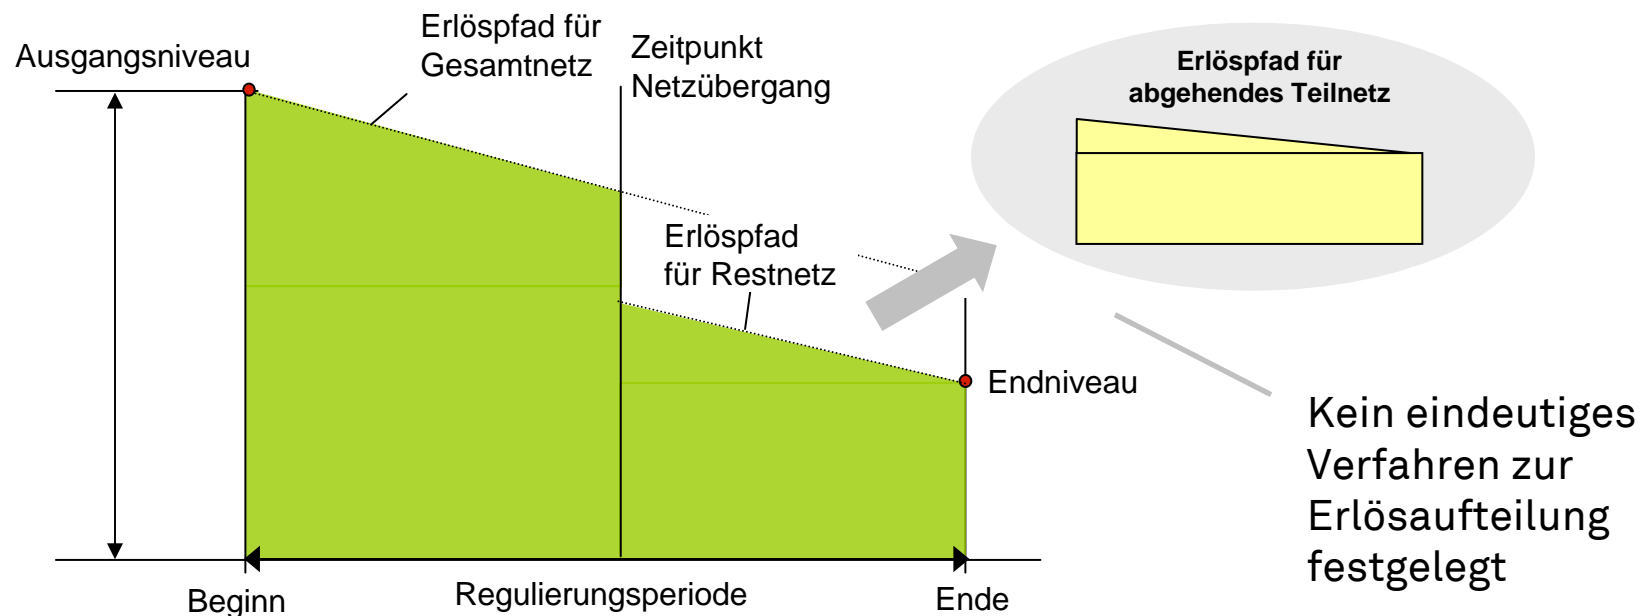 Ausgangsniveau
Erlöspfad für
Gesamtnetz
Zeitpunkt
Netzübergang
Erlöspfad für
abgehendes Teilnetz
Erlöspfad
für Restnetz
Endniveau
Kein eindeutiges
Verfahren zur
Erlösaufteilung
festgelegt
Beginn
Regulierungsperiode
Ende